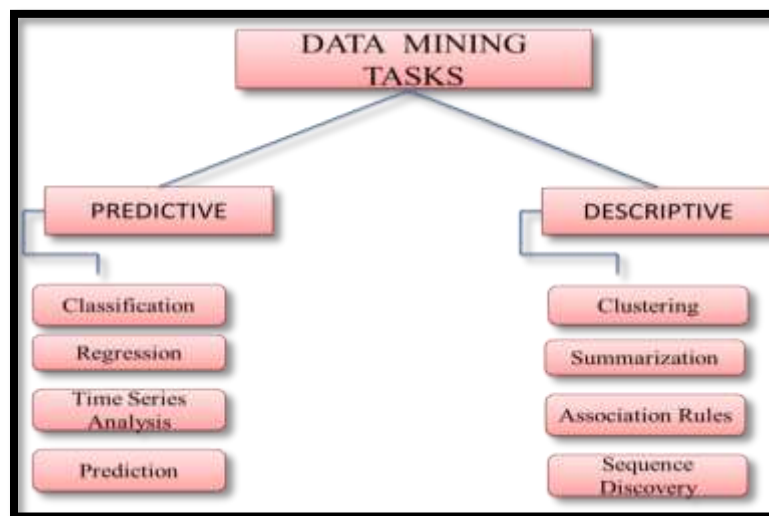 DATA MINING
TASKS
PREDICTIVE
Classification
Regression
Time Series
Analysis
Prediction
DESCRIPTIVE
Clustering
Summarization
Association Rules
Sequence
Discovery